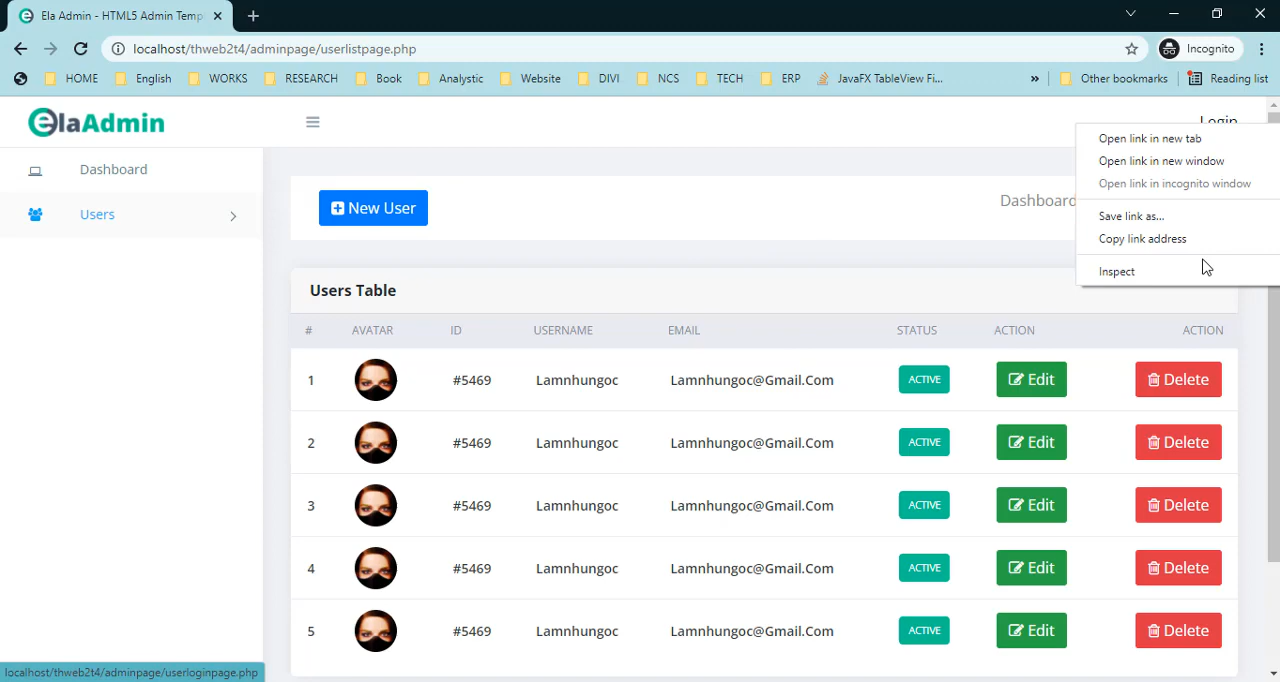 Ela Admin - HTML5 Admin Temp
localhost/thweb2t4/adminpage/userlistpage.php
Incognito
HOME English WORKS RESEARCH Book Analystic Website DIVI NCS TECH ERP JavaFX TableView Fi... » Other bookmarks Reading list
elaAdmin
Login
Open link in new tab
Open link in new window
Open link in incognito window
Save link as...
Copy link address
Inspect
Dashboard
Users
New User
Dashboard
Users Table
# AVATAR ID USERNAME EMAIL STATUS ACTION ACTION
1 #5469 Lamnhungoc Lamnhungoc@Gmail.Com ACTIVE Edit Delete
2 #5469 Lamnhungoc Lamnhungoc@Gmail.Com ACTIVE Edit Delete
3 #5469 Lamnhungoc Lamnhungoc@Gmail.Com ACTIVE Edit Delete
4 #5469 Lamnhungoc Lamnhungoc@Gmail.Com ACTIVE Edit Delete
5 #5469 Lamnhungoc Lamnhungoc@Gmail.Com ACTIVE Edit Delete
localhost/thweb2t4/adminpage/userloginpage.php